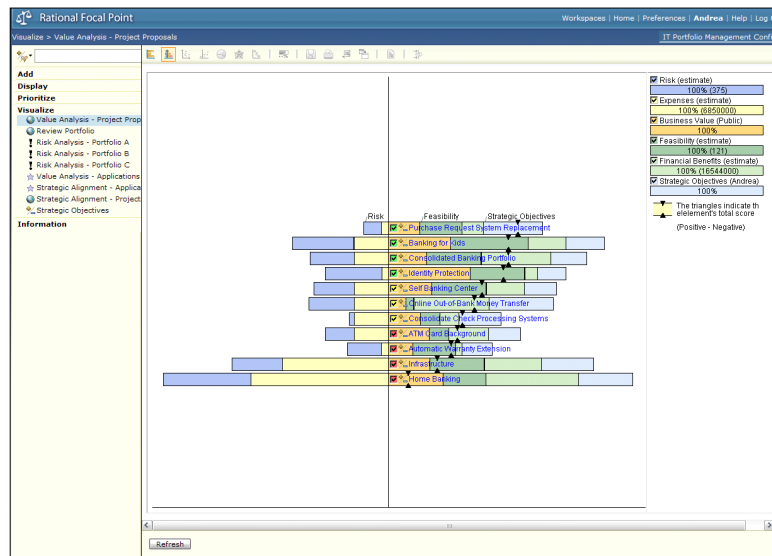 Rational Focal Point
Workspaces | Home | Preferences | Andrea | Help | Log
Visualize > Value Analysis - Project Proposals
IT Portfolio Management Confi
Add
Display
Prioritize
Visualize
Value Analysis - Project Prop
Review Portfolio
Risk Analysis - Portfolio A
Risk Analysis - Portfolio B
Risk Analysis - Portfolio C
Value Analysis - Applications
Strategic Alignment - Applica
Strategic Alignment - Project
Strategic Objectives
Information
Risk Feasibility Strategic Objectives
Purchase Request System Replacement
Banking for Kids
Consolidated Banking Portfolio
Identity Protection
Self Banking Center
Online Out-of-Bank Money Transfer
Consolidate Check Processing Systems
ATM Card Background
Automatic Warranty Extension
Infrastructure
Home Banking
Risk (estimate)
100% (375)
Expenses (estimate)
100% (6850000)
Business Value (Public)
100%
Feasibility (estimate)
100% (121)
Financial Benefits (estimate)
100% (16544000)
Strategic Objectives (Andrea)
100%
The triangles indicate th
elelement's total score
(Positive - Negative)
Refresh